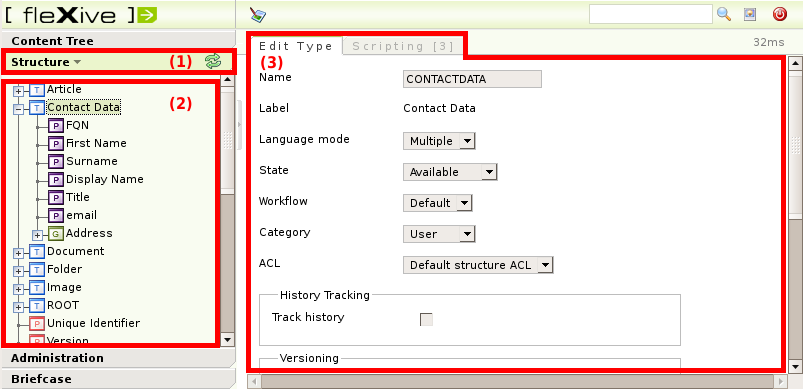 [ fleXive ]
Content Tree
Structure (1)
(2)
Article
Contact Data
FQN
First Name
Surname
Display Name
Title
email
Address
Document
Folder
Image
ROOT
Unique Identifier
Version
Administration
Briefcase
32ms
Edit Type Scripting [3]
(3)
Name CONTACTDATA
Label Contact Data
Language mode Multiple
State Available
Workflow Default
Category User
ACL Default structure ACL
History Tracking
Track history
Versioning